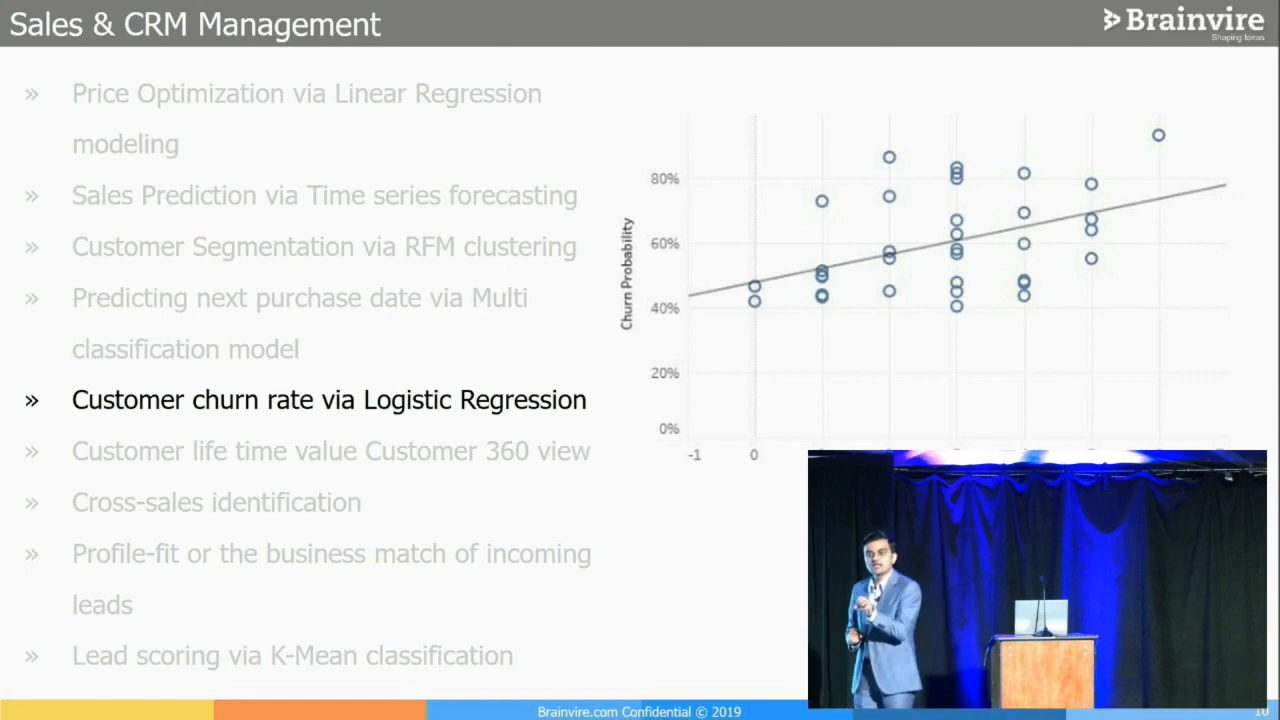 Sales & CRM Management
Brainvire
Shaping Ideas
» Price Optimization via Linear Regression
modeling
» Sales Prediction via Time series forecasting
» Customer Segmentation via RFM clustering
» Predicting next purchase date via Multi
classification model
» Customer churn rate via Logistic Regression
» Customer life time value Customer 360 view
» Cross-sales identification
» Profile-fit or the business match of incoming
leads
» Lead scoring via K-Mean classification
Churn Probability
80%
60%
40%
20%
0%
-1 0
Brainvire.com Confidential © 2019
10